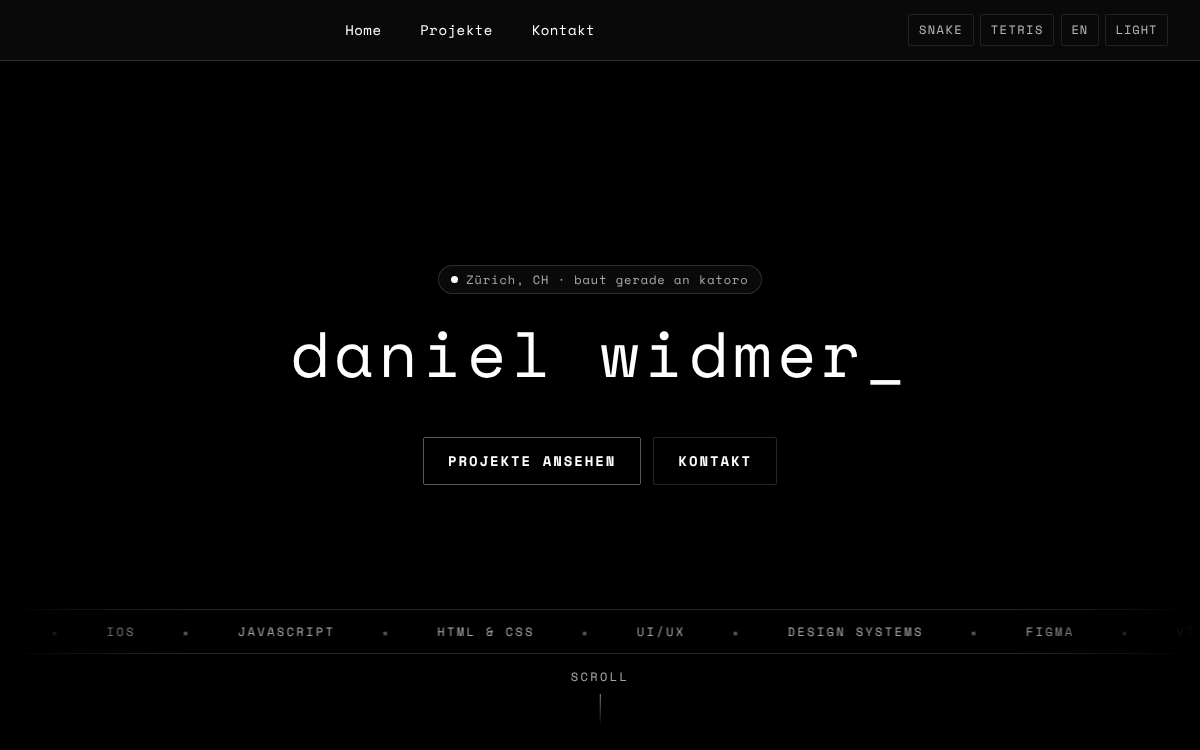 Home Projekte Kontakt SNAKE TETRIS EN LIGHT
Zürich, CH · baut gerade an katoro
daniel widmer_
PROJEKTE ANSEHEN KONTAKT
IOS JAVASCRIPT HTML & CSS UI/UX DESIGN SYSTEMS FIGMA
SCROLL